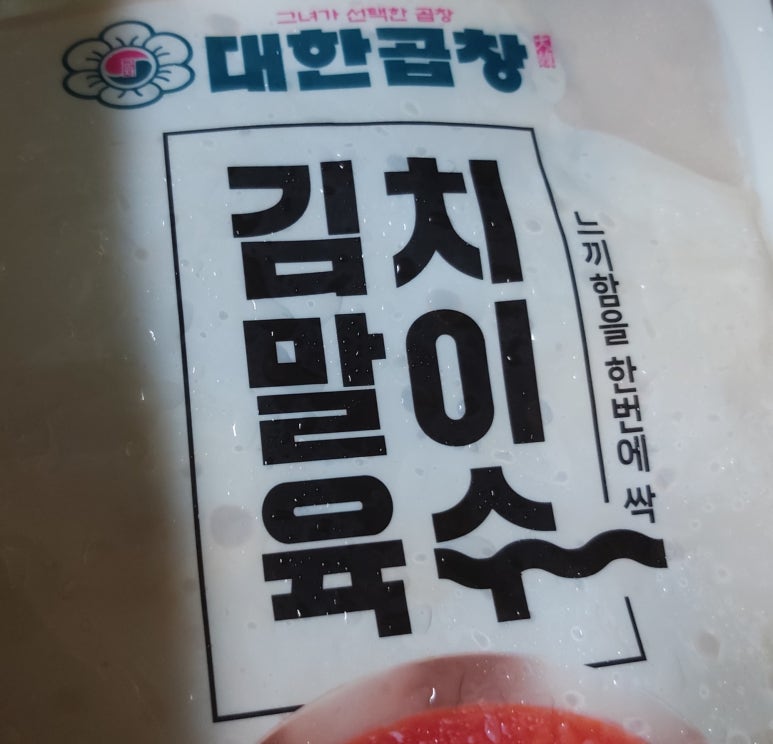 그녀가 선택한 곱창
대한곱창
김치
말이
육수
느끼함을 한번에 싹